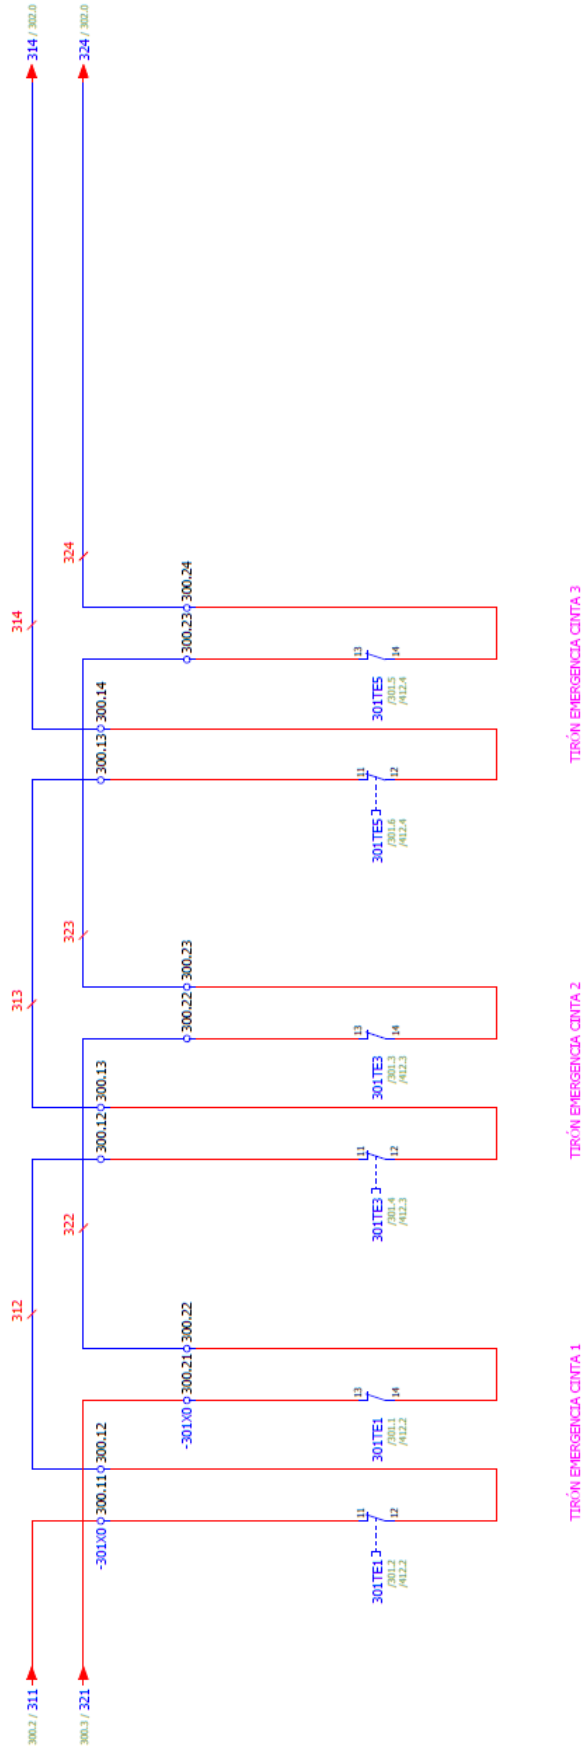 312 313 314
300.2 / 311 314 / 302.0
322 323 324
300.3 / 321 324 / 302.0
-301X0 300.11 300.12 300.12 300.13 300.13 300.14
-301X0 300.21 300.22 300.22 300.23 300.23 300.24
11 13 11 13 11 13
301TE1 301TE1 301TE3 301TE3 301TE5 301TE5
/301.2 12 /301.1 14 /301.4 12 /301.3 14 /301.6 12 /301.5 14
/412.2 /412.2 /412.3 /412.3 /412.4 /412.4
TIRÓN EMERGENCIA CINTA 1 TIRÓN EMERGENCIA CINTA 2 TIRÓN EMERGENCIA CINTA 3